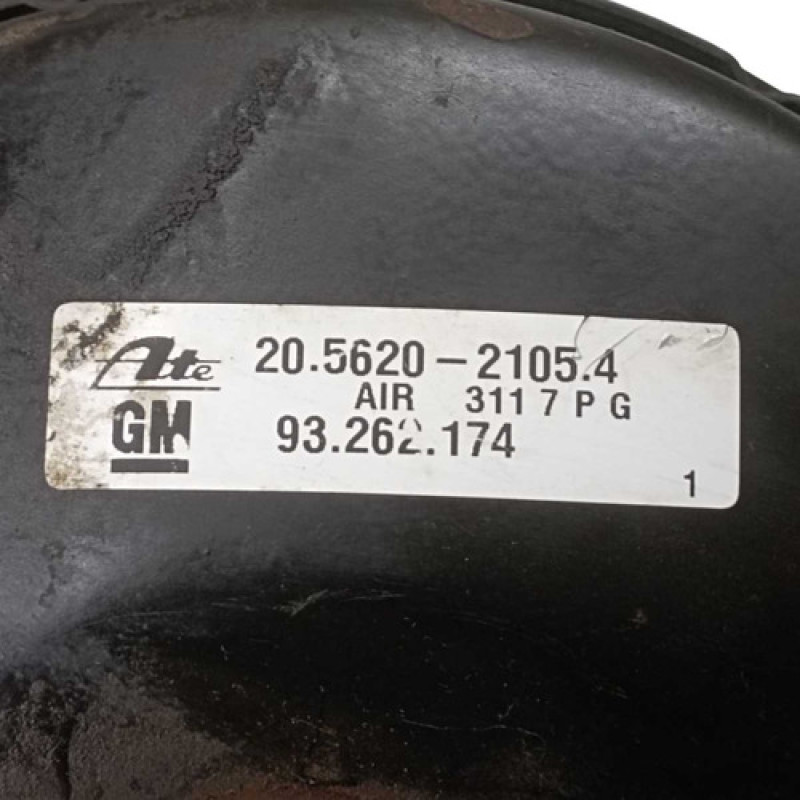 Ate 20.5620-2105.4
AIR 311 7 P G
GM 93.262.174
1